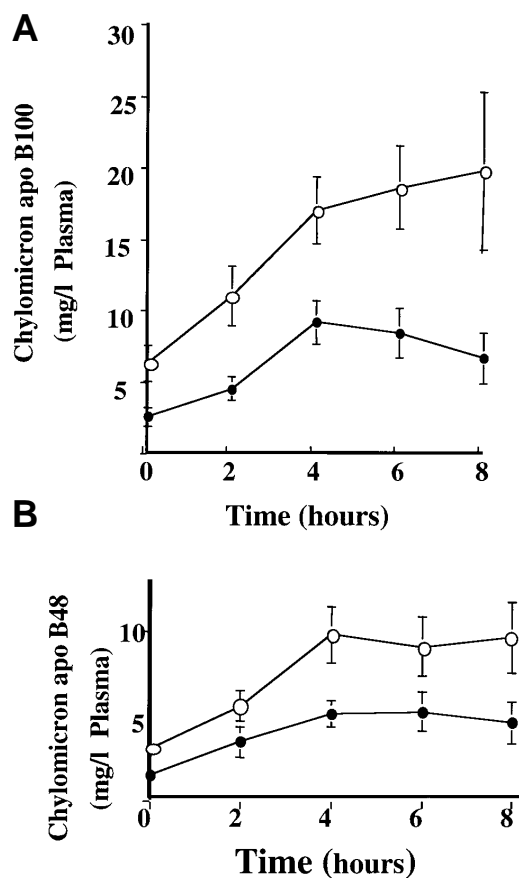 A
30
25
20
15
10
5
0 2 4 6 8
Chylomicron apo B100
(mg/l Plasma)
Time (hours)
B
10
5
0 2 4 6 8
Chylomicron apo B48
(mg/l Plasma)
Time (hours)